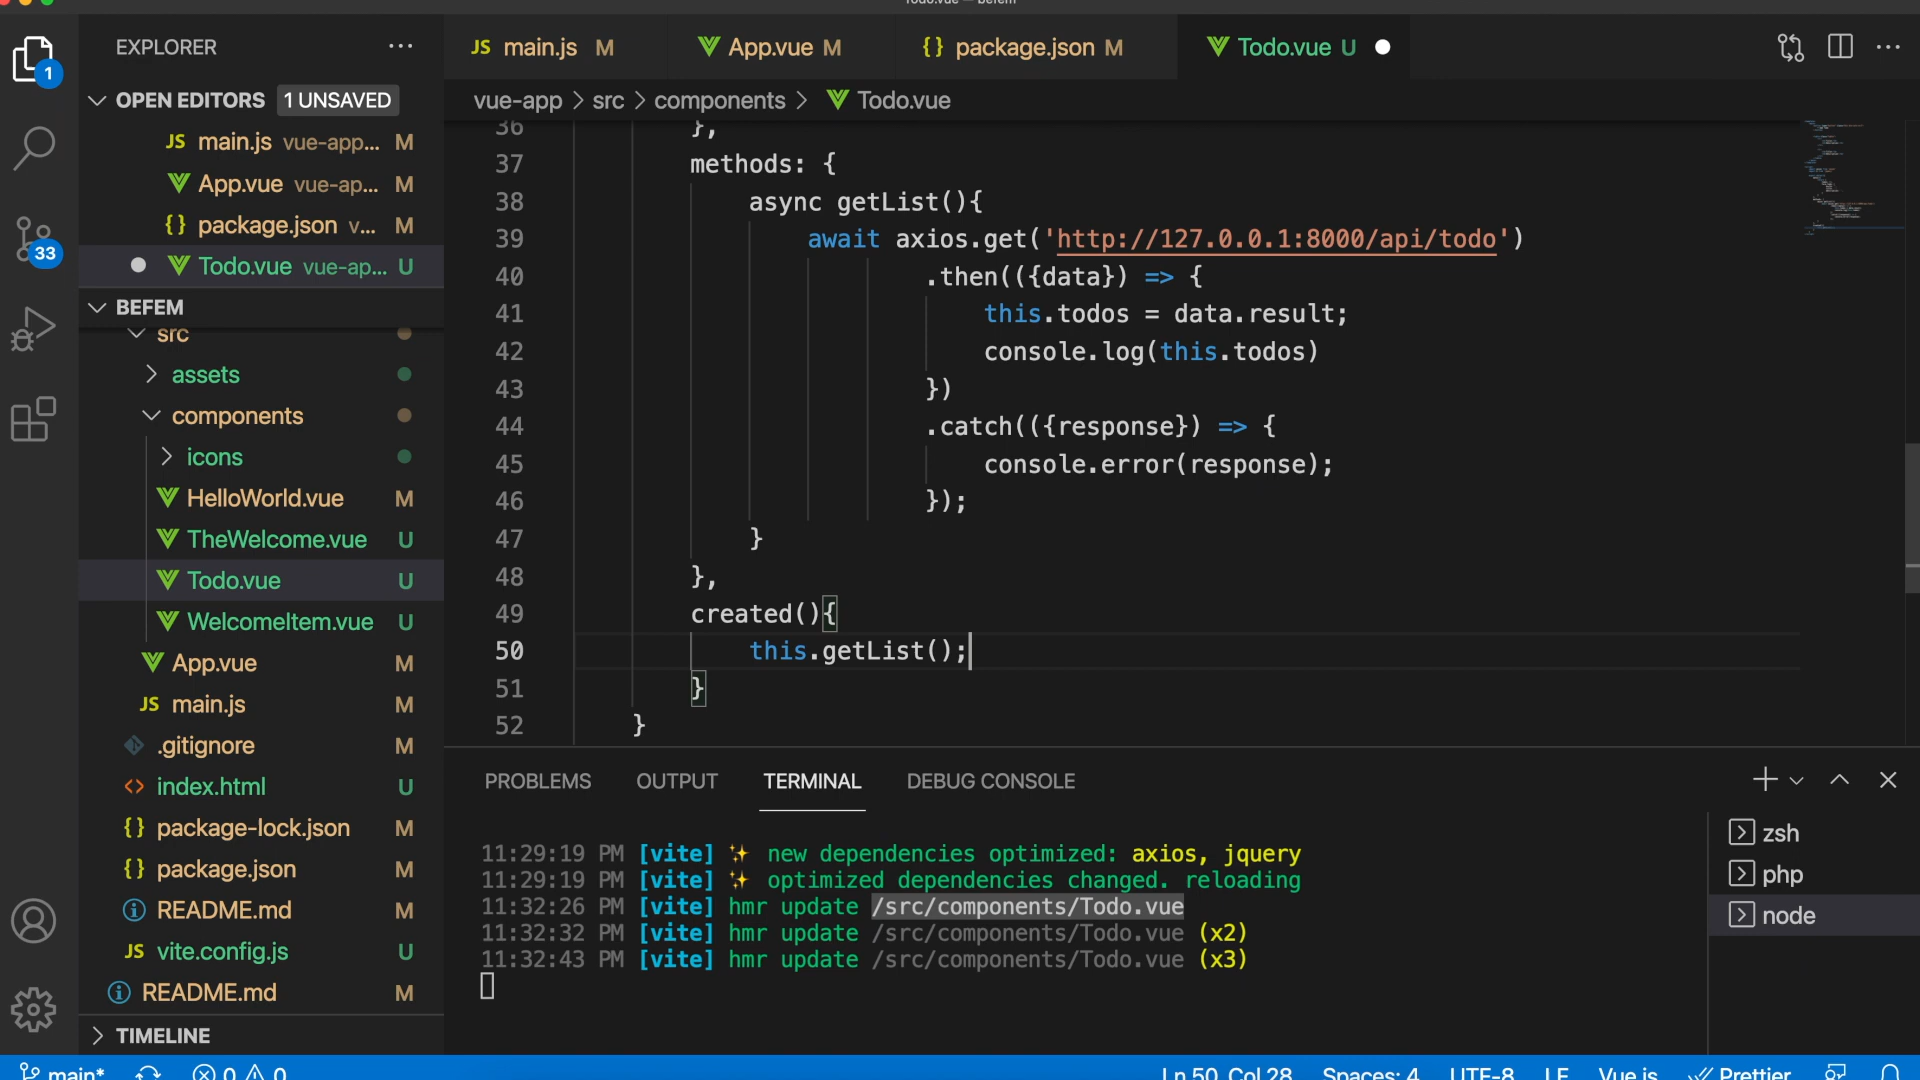 Todo.vue — befem
EXPLORER
JS main.js M
App.vue M
{} package.json M
Todo.vue U
OPEN EDITORS 1 UNSAVED
JS main.js vue-app... M
App.vue vue-ap... M
{} package.json v... M
Todo.vue vue-ap... U
BEFEM
src
assets
components
icons
HelloWorld.vue M
TheWelcome.vue U
Todo.vue U
WelcomeItem.vue U
App.vue M
JS main.js M
.gitignore M
<> index.html U
{} package-lock.json M
{} package.json M
README.md M
JS vite.config.js U
README.md M
TIMELINE
1
33
vue-app > src > components > Todo.vue
36 },
37 methods: {
38 async getList(){
39 await axios.get('http://127.0.0.1:8000/api/todo')
40 .then(({data}) => {
41 this.todos = data.result;
42 console.log(this.todos)
43 })
44 .catch(({response}) => {
45 console.error(response);
46 });
47 }
48 },
49 created(){
50 this.getList();
51 }
52 }
PROBLEMS OUTPUT TERMINAL DEBUG CONSOLE
11:29:19 PM [vite] ✨ new dependencies optimized: axios, jquery
11:29:19 PM [vite] ✨ optimized dependencies changed. reloading
11:32:26 PM [vite] hmr update /src/components/Todo.vue
11:32:32 PM [vite] hmr update /src/components/Todo.vue (x2)
11:32:43 PM [vite] hmr update /src/components/Todo.vue (x3)
zsh
php
node
main* 0 0 Ln 50, Col 28 Spaces: 4 UTF-8 LF Vue.js Prettier